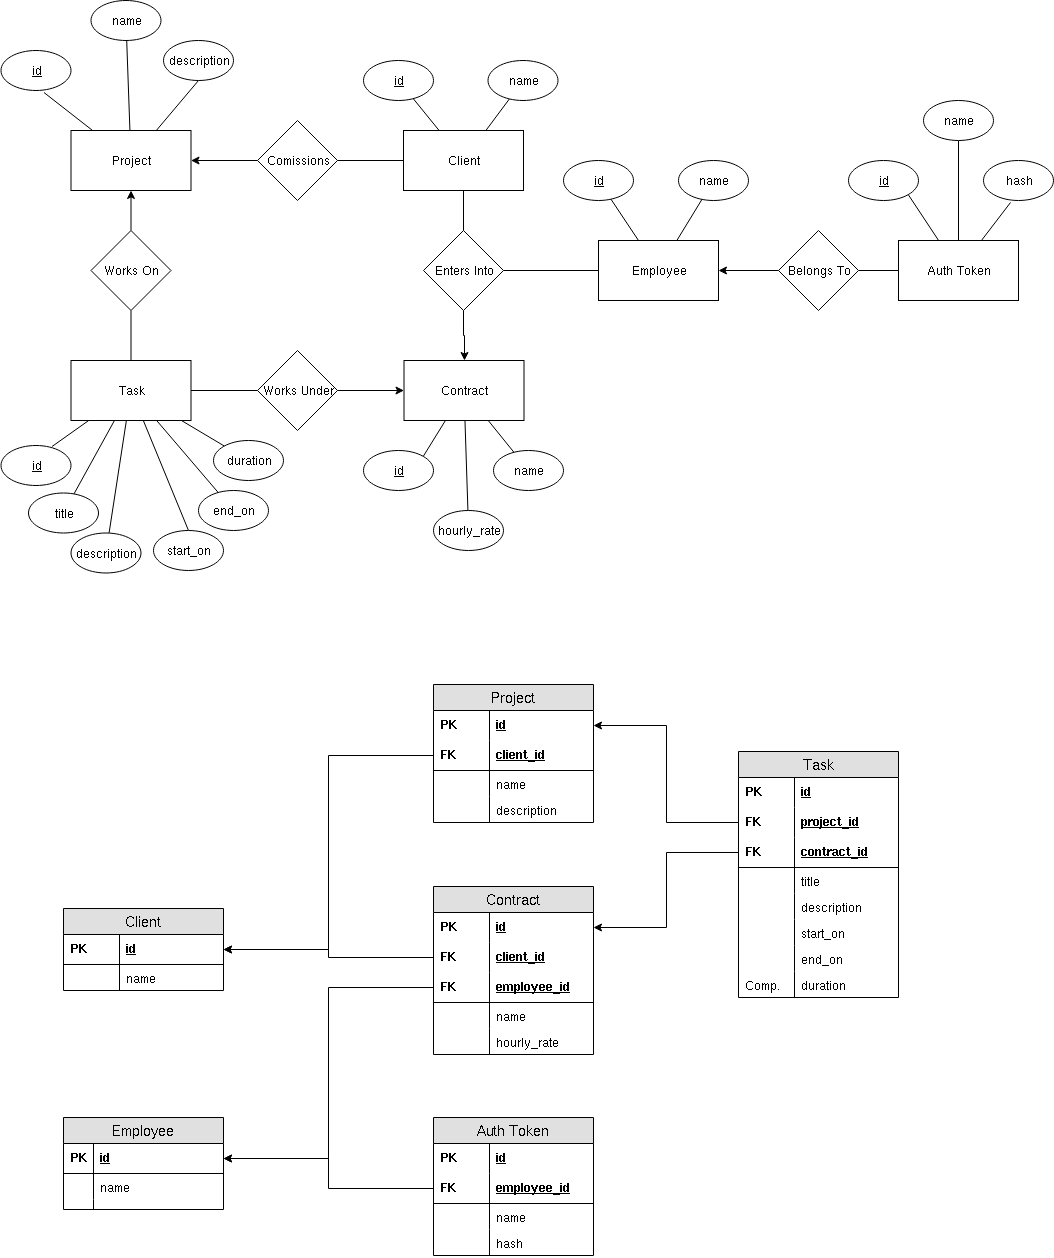 name
id
description
Project
Comissions
id
name
Client
id
name
Employee
Belongs To
id
name
hash
Auth Token
Works On
Enters Into
Task
Works Under
Contract
id
title
description
start_on
end_on
duration
id
hourly_rate
name
Project
PK id
FK client_id
name
description
Task
PK id
FK project_id
FK contract_id
title
description
start_on
end_on
Comp. duration
Contract
PK id
FK client_id
FK employee_id
name
hourly_rate
Client
PK id
name
Employee
PK id
name
Auth Token
PK id
FK employee_id
name
hash